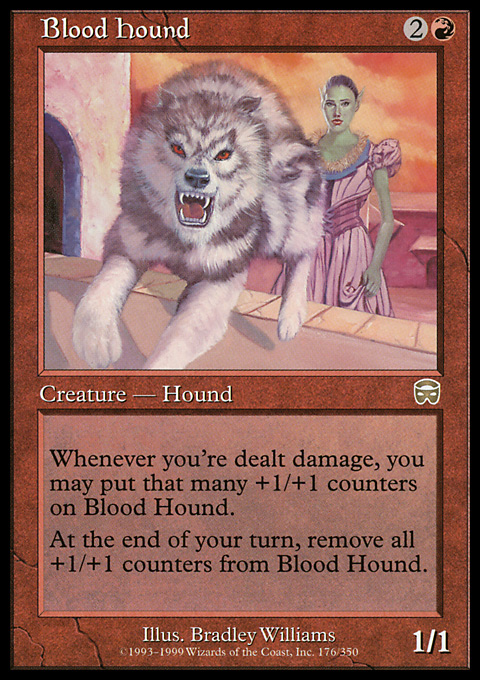 Blood Hound 2
Creature — Hound
Whenever you're dealt damage, you
may put that many +1/+1 counters
on Blood Hound.
At the end of your turn, remove all
+1/+1 counters from Blood Hound.
Illus. Bradley Williams
©1993-1999 Wizards of the Coast, Inc. 176/350
1/1